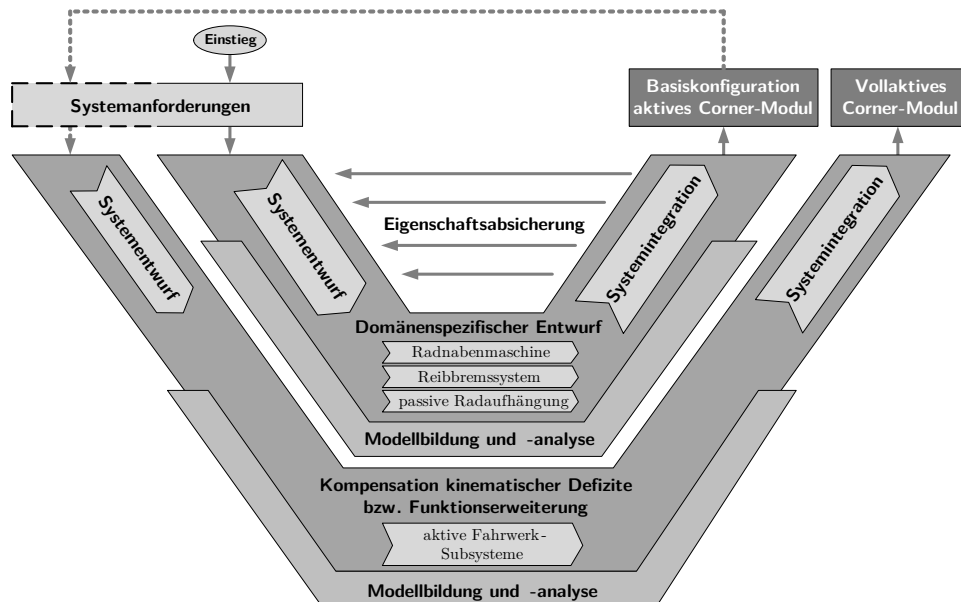 Einstieg
Systemanforderungen
Basiskonfiguration
aktives Corner-Modul
Vollaktives
Corner-Modul
Systementwurf
Systementwurf
Eigenschaftsabsicherung
Systemintegration
Systemintegration
Domänenspezifischer Entwurf
Radnabenmaschine
Reibbremssystem
passive Radaufhängung
Modellbildung und -analyse
Kompensation kinematischer Defizite
bzw. Funktionserweiterung
aktive Fahrwerk-
Subsysteme
Modellbildung und -analyse